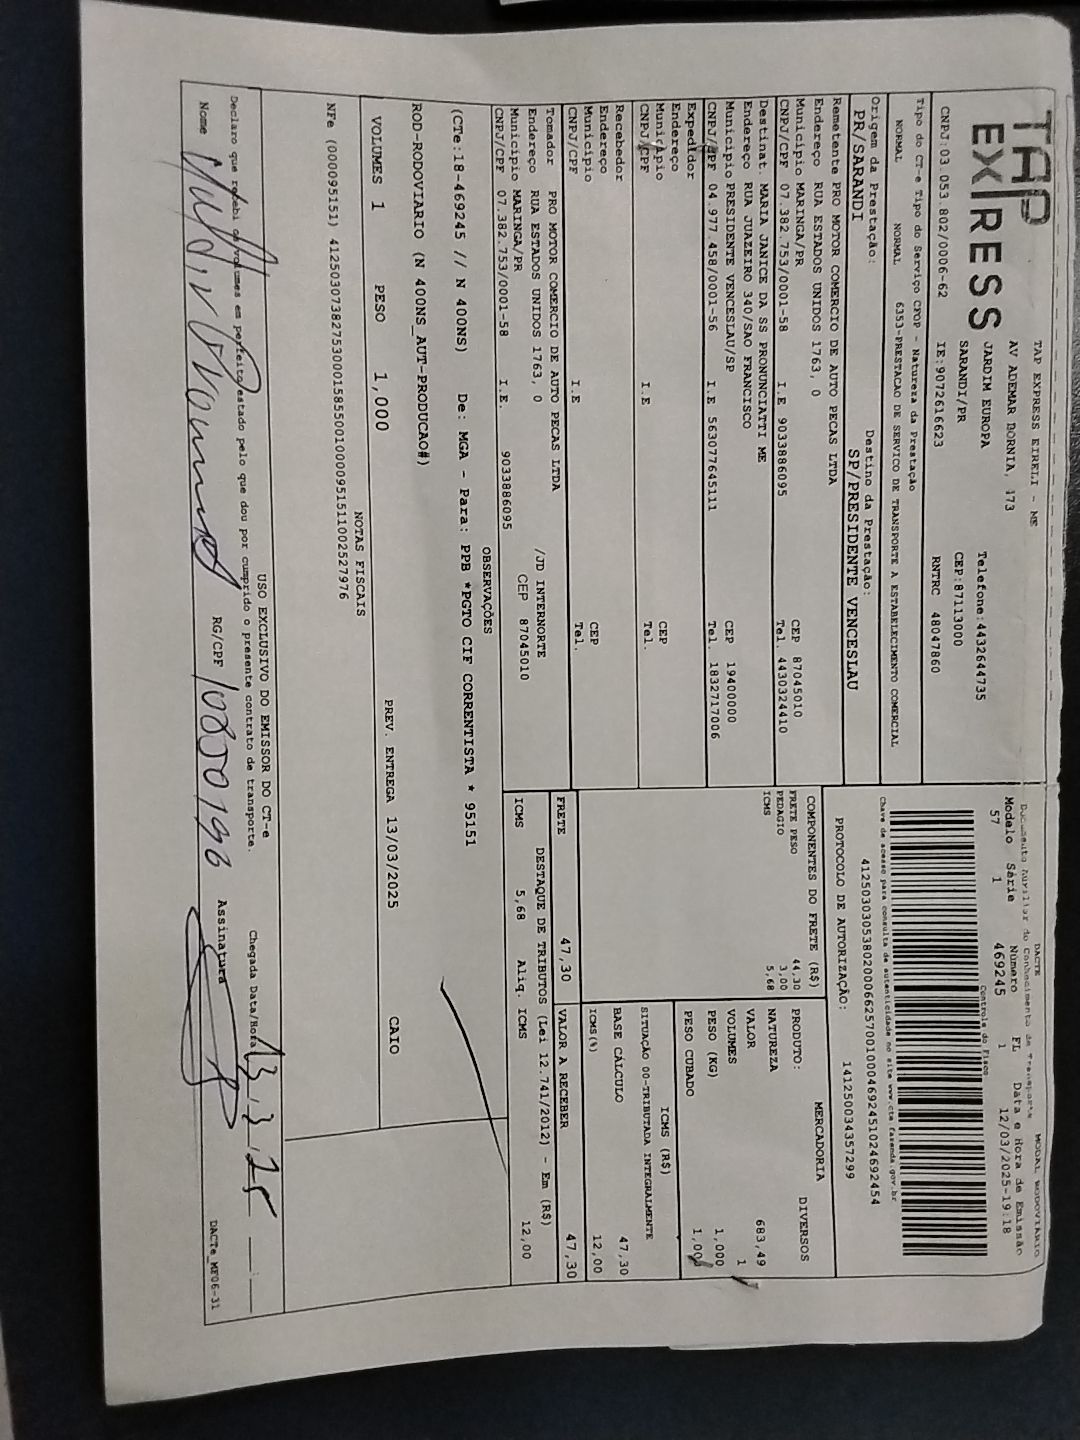 TAP
EXPRESS
TAP EXPRESS EIRELI - ME
AV ADEMAR BORNIA, 473
JARDIM EUROPA
SARANDI/PR
Telefone:4432644735
CEP:87113000
CNPJ:03.053.802/0006-62 IE:9072616623 RNTRC 48047860
DACTE MODAL RODOVIÁRIO
Documento Auxiliar do Conhecimento de Transporte
Modelo Série Número FL Data e Hora de Emissão
57 1 469245 1 12/03/2025-19:18
Controle do Fisco
Chave de acesso para consulta de autenticidade no site www.cte.fazenda.gov.br
41250303053802000662570010004692451024692454
PROTOCOLO DE AUTORIZAÇÃO: 141250034357299
Tipo do CT-e Tipo do Serviço CFOP - Natureza da Prestação
NORMAL NORMAL 6353-PRESTACAO DE SERVICO DE TRANSPORTE A ESTABELECIMENTO COMERCIAL
Origem da Prestação: Destino da Prestação:
PR/SARANDI SP/PRESIDENTE VENCESLAU
Remetente PRO MOTOR COMERCIO DE AUTO PECAS LTDA
Endereço RUA ESTADOS UNIDOS 1763, 0
Município MARINGA/PR CEP 87045010
CNPJ/CPF 07.382.753/0001-58 I.E 9033886095 Tel. 4430324410
Destinat. MARIA JANICE DA SS PRONUNCIATTI ME
Endereço RUA JUAZEIRO 340/SAO FRANCISCO
Município PRESIDENTE VENCESLAU/SP CEP 19400000
CNPJ/CPF 04.977.458/0001-56 I.E 563077645111 Tel. 1832717006
Expedidor
Endereço
Município CEP
CNPJ/CPF I.E Tel.
Recebedor
Endereço
Município CEP
CNPJ/CPF I.E Tel.
Tomador PRO MOTOR COMERCIO DE AUTO PECAS LTDA
Endereço RUA ESTADOS UNIDOS 1763, 0 /JD INTERNORTE
Município MARINGA/PR CEP 87045010
CNPJ/CPF 07.382.753/0001-58 I.E. 9033886095
COMPONENTES DO FRETE (R$)
FRETE PESO 44,30
PEDAGIO 3,00
ICMS 5,68
MERCADORIA
PRODUTO: DIVERSOS
NATUREZA
VALOR 683,49
VOLUMES 1
PESO (KG) 1,000
PESO CUBADO 1,000
ICMS (R$)
SITUAÇÃO 00-TRIBUTADA INTEGRALMENTE
BASE CÁLCULO 47,30
ICMS(%) 12,00
FRETE 47,30 VALOR A RECEBER 47,30
DESTAQUE DE TRIBUTOS (Lei 12.741/2012) - Em (R$)
ICMS 5,68 Aliq. ICMS 12,00
OBSERVAÇÕES
(CTe:18-469245 // N 400NS) De: MGA - Para: PPB *PGTO CIF CORRENTISTA * 95151
ROD-RODOVIARIO (N 400NS_AUT-PRODUCAO#)
VOLUMES 1 PESO 1,000 PREV. ENTREGA 13/03/2025 CAIO
NOTAS FISCAIS
NFe (000095151) 41250307382753000158550010000951511002527976
USO EXCLUSIVO DO EMISSOR DO CT-e
Declaro que recebi os volumes em perfeito estado pelo que dou por cumprido o presente contrato de transporte. Chegada Data/Hora 13.3.25 :
Nome RG/CPF Assinatura
DACTe_MF06-31